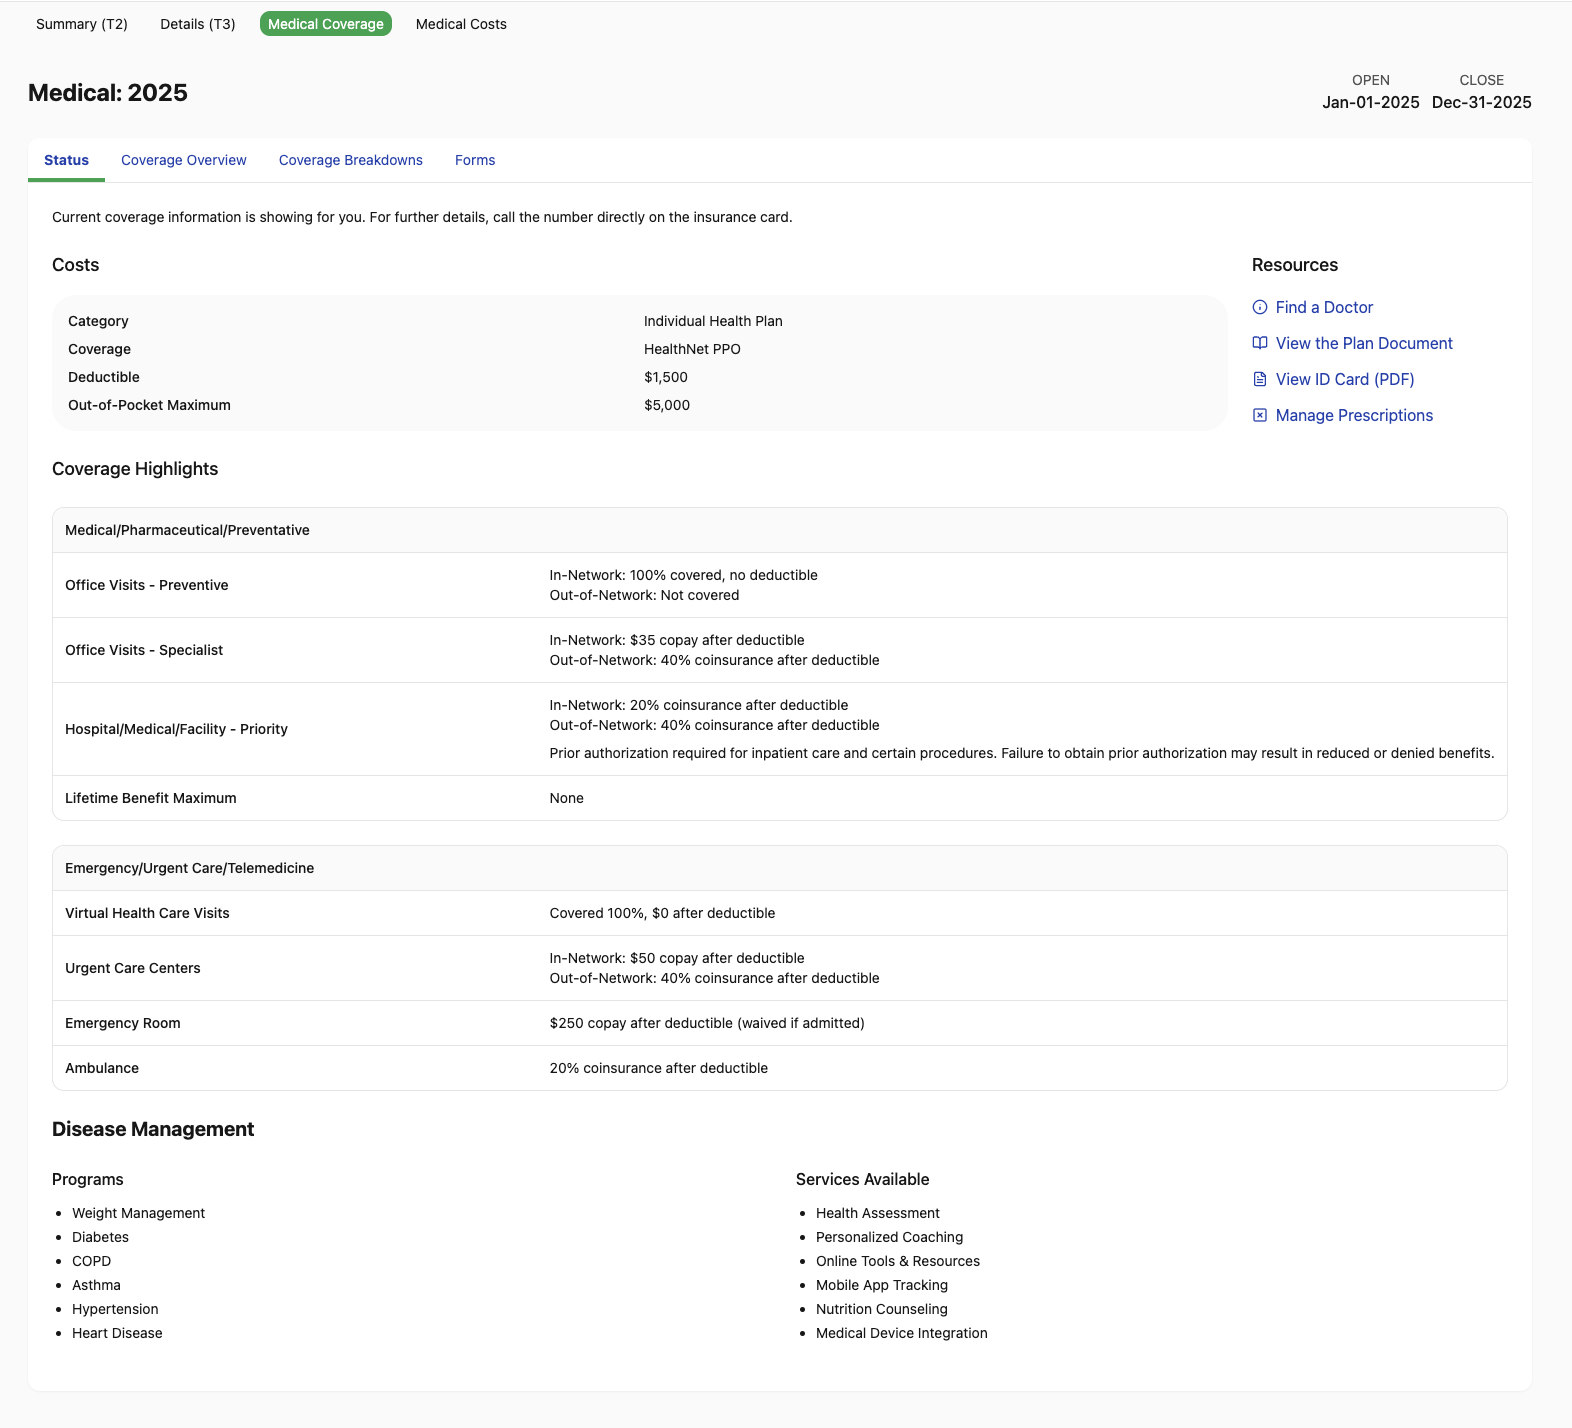 Summary (T2)
Details (T3)
Medical Coverage
Medical Costs
Medical: 2025
OPEN
Jan-01-2025
CLOSE
Dec-31-2025
Status
Coverage Overview
Coverage Breakdowns
Forms
Current coverage information is showing for you. For further details, call the number directly on the insurance card.
Costs
Category
Individual Health Plan
Coverage
HealthNet PPO
Deductible
$1,500
Out-of-Pocket Maximum
$5,000
Resources
Find a Doctor
View the Plan Document
View ID Card (PDF)
Manage Prescriptions
Coverage Highlights
Medical/Pharmaceutical/Preventative
Office Visits - Preventive
In-Network: 100% covered, no deductible
Out-of-Network: Not covered
Office Visits - Specialist
In-Network: $35 copay after deductible
Out-of-Network: 40% coinsurance after deductible
Hospital/Medical/Facility - Priority
In-Network: 20% coinsurance after deductible
Out-of-Network: 40% coinsurance after deductible
Prior authorization required for inpatient care and certain procedures. Failure to obtain prior authorization may result in reduced or denied benefits.
Lifetime Benefit Maximum
None
Emergency/Urgent Care/Telemedicine
Virtual Health Care Visits
Covered 100%, $0 after deductible
Urgent Care Centers
In-Network: $50 copay after deductible
Out-of-Network: 40% coinsurance after deductible
Emergency Room
$250 copay after deductible (waived if admitted)
Ambulance
20% coinsurance after deductible
Disease Management
Programs
Weight Management
Diabetes
COPD
Asthma
Hypertension
Heart Disease
Services Available
Health Assessment
Personalized Coaching
Online Tools & Resources
Mobile App Tracking
Nutrition Counseling
Medical Device Integration